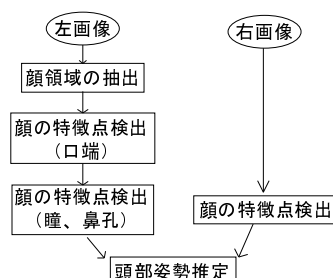 左画像
右画像
顔領域の抽出
顔の特徴点検出
(口端)
顔の特徴点検出
(瞳、鼻孔)
顔の特徴点検出
頭部姿勢推定